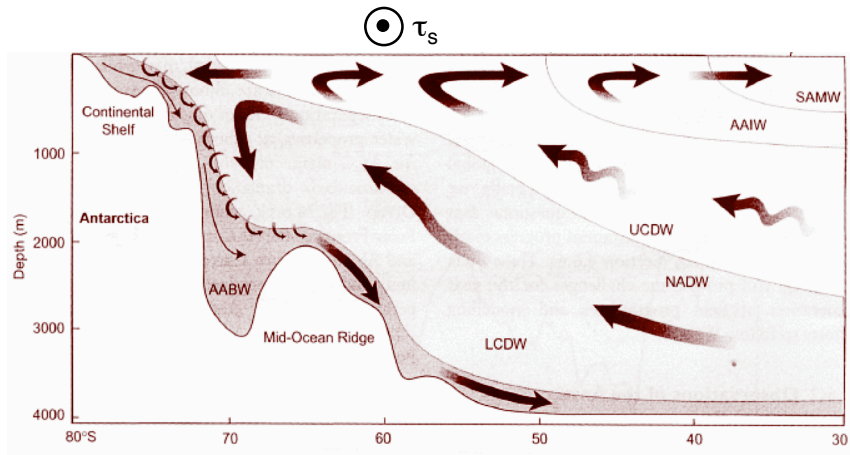 τs
Continental
Shelf
SAMW
AAIW
1000
Antarctica
UCDW
Depth (m)
2000
NADW
AABW
3000
Mid-Ocean Ridge
LCDW
4000
80°S 70 60 50 40 30